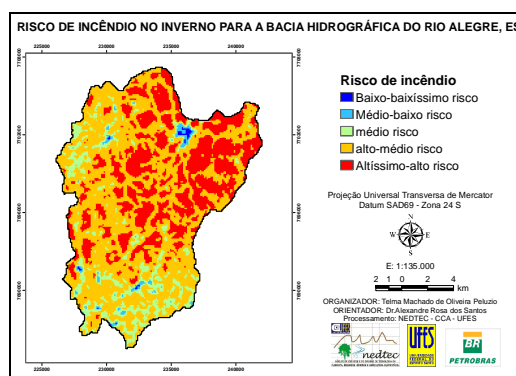 RISCO DE INCÊNDIO NO INVERNO PARA A BACIA HIDROGRÁFICA DO RIO ALEGRE, ES
225000
230000
235000
240000
Risco de incêndio
Baixo-baixíssimo risco
Médio-baixo risco
médio risco
alto-médio risco
Altíssimo-alto risco
Projeção Universal Transversa de Mercator
Datum SAD69 - Zona 24 S
N
W
E
S
E: 1:135.000
2 1 0 2 4
km
ORGANIZADOR: Telma Machado de Oliveira Peluzio
ORIENTADOR: Dr.Alexandre Rosa dos Santos
Processamento: NEDTEC - CCA - UFES
nedtec
UFES
BR
PETROBRAS
225000
230000
235000
240000